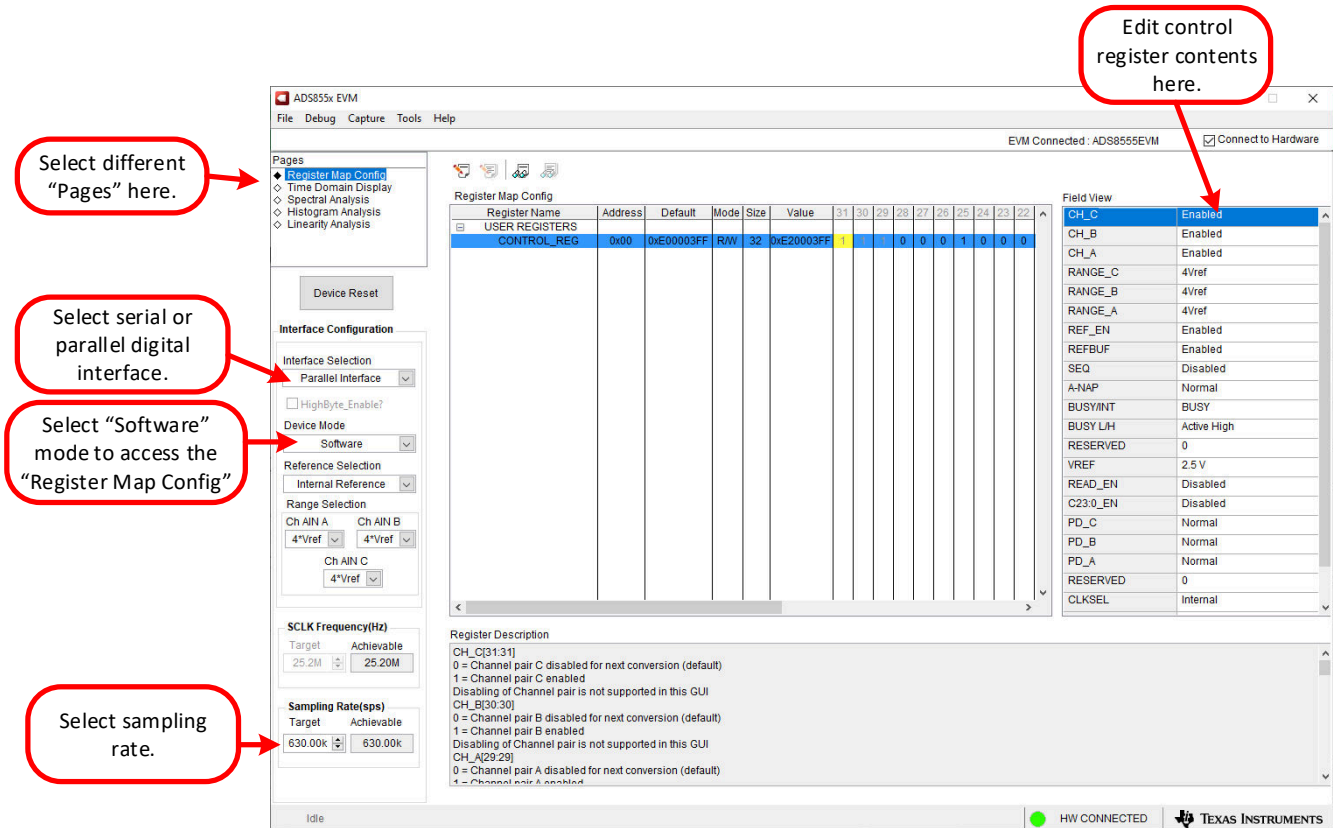 Edit control
register contents
here.
Select different
“Pages” here.
Select serial or
parallel digital
interface.
Select “Software”
mode to access the
“Register Map Config”
Select sampling
rate.
ADS855x EVM
File Debug Capture Tools Help
EVM Connected : ADS8555EVM Connect to Hardware
Pages
Register Map Config
Time Domain Display
Spectral Analysis
Histogram Analysis
Linearity Analysis
Device Reset
Interface Configuration
Interface Selection
Parallel Interface
HighByte_Enable?
Device Mode
Software
Reference Selection
Internal Reference
Range Selection
Ch AIN A Ch AIN B
4*Vref 4*Vref
Ch AIN C
4*Vref
SCLK Frequency(Hz)
Target Achievable
25.2M 25.20M
Sampling Rate(sps)
Target Achievable
630.00k 630.00k
Register Map Config
Register Name Address Default Mode Size Value 31 30 29 28 27 26 25 24 23 22
USER REGISTERS
CONTROL_REG 0x00 0xE00003FF R/W 32 0xE20003FF 1 1 1 0 0 0 1 0 0 0
Field View
CH_C Enabled
CH_B Enabled
CH_A Enabled
RANGE_C 4Vref
RANGE_B 4Vref
RANGE_A 4Vref
REF_EN Enabled
REFBUF Enabled
SEQ Disabled
A-NAP Normal
BUSY/INT BUSY
BUSY L/H Active High
RESERVED 0
VREF 2.5 V
READ_EN Disabled
C23:0_EN Disabled
PD_C Normal
PD_B Normal
PD_A Normal
RESERVED 0
CLKSEL Internal
Register Description
CH_C[31:31]
0 = Channel pair C disabled for next conversion (default)
1 = Channel pair C enabled
Disabling of Channel pair is not supported in this GUI
CH_B[30:30]
0 = Channel pair B disabled for next conversion (default)
1 = Channel pair B enabled
Disabling of Channel pair is not supported in this GUI
CH_A[29:29]
0 = Channel pair A disabled for next conversion (default)
1 = Channel pair A enabled
Idle
HW CONNECTED
TEXAS INSTRUMENTS